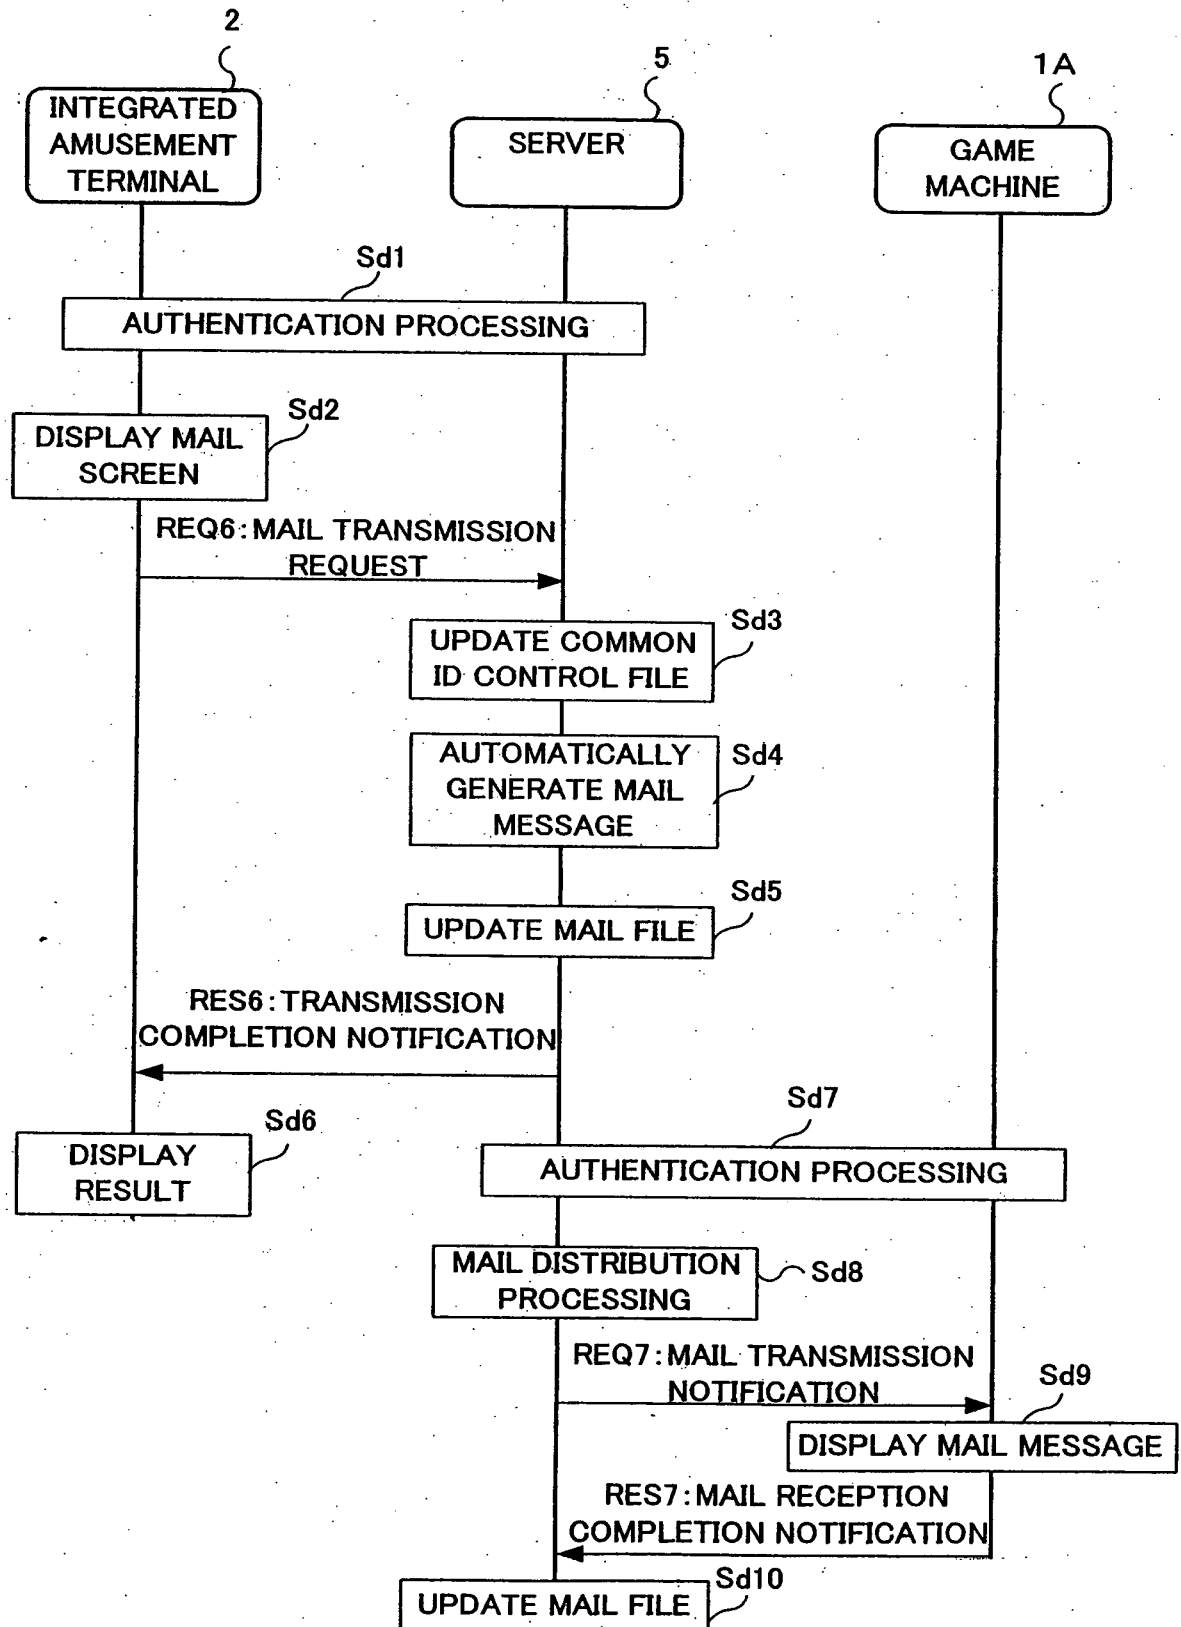 2
5
1A
INTEGRATED
AMUSEMENT
TERMINAL
SERVER
GAME
MACHINE
Sd1
AUTHENTICATION PROCESSING
Sd2
DISPLAY MAIL
SCREEN
REQ6:MAIL TRANSMISSION
REQUEST
Sd3
UPDATE COMMON
ID CONTROL FILE
Sd4
AUTOMATICALLY
GENERATE MAIL
MESSAGE
Sd5
UPDATE MAIL FILE
RES6:TRANSMISSION
COMPLETION NOTIFICATION
Sd6
DISPLAY
RESULT
Sd7
AUTHENTICATION PROCESSING
MAIL DISTRIBUTION
PROCESSING
Sd8
REQ7:MAIL TRANSMISSION
NOTIFICATION
Sd9
DISPLAY MAIL MESSAGE
RES7:MAIL RECEPTION
COMPLETION NOTIFICATION
Sd10
UPDATE MAIL FILE